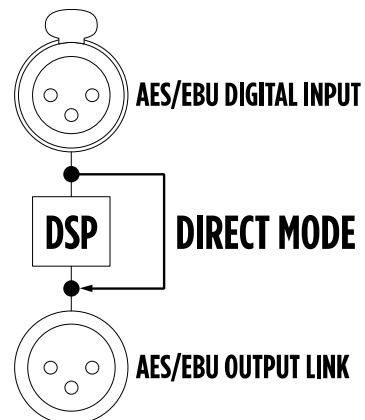 AES/EBU DIGITAL INPUT
DSP
DIRECT MODE
AES/EBU OUTPUT LINK